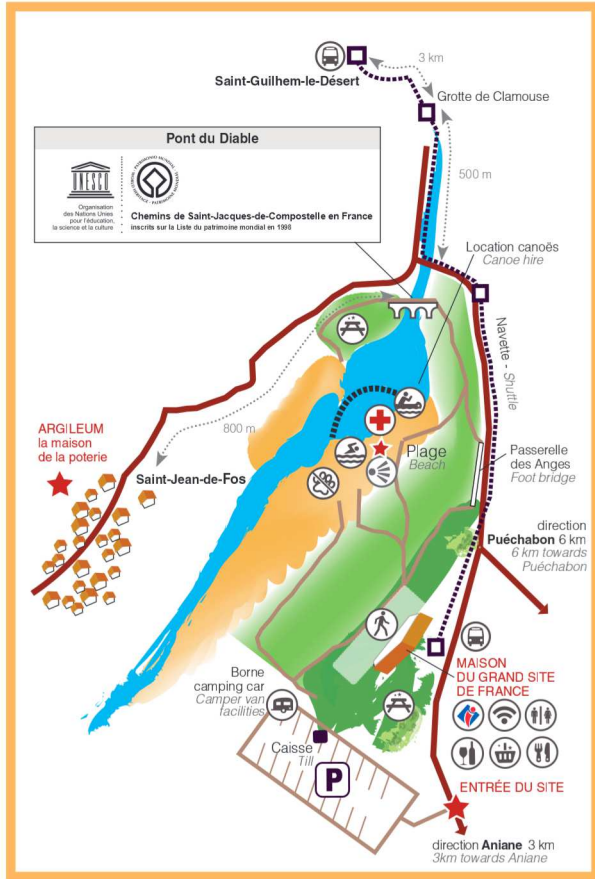 3 km
Saint-Guilhem-le-Désert
Grotte de Clamouse
Pont du Diable
UNESCO
Organisation
des Nations Unies
pour l'éducation,
la science et la culture
Chemins de Saint-Jacques-de-Compostelle en France
inscrits sur la Liste du patrimoine mondial en 1998
500 m
Location canoës
Canoe hire
Navette - Shuttle
800 m
ARGILEUM
la maison
de la poterie
Saint-Jean-de-Fos
Plage
Beach
Passerelle
des Anges
Foot bridge
direction
Puéchabon 6 km
6 km towards
Puéchabon
MAISON
DU GRAND SITE
DE FRANCE
Borne
camping car
Camper van
facilities
Caisse
Till
P
ENTRÉE DU SITE
direction Aniane 3 km
3km towards Aniane